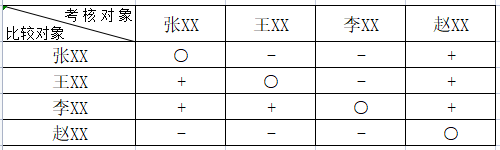 考核对象
比较对象
张XX 王XX 李XX 赵XX
张XX ○ - - +
王XX + ○ - +
李XX + + ○ +
赵XX - - - ○